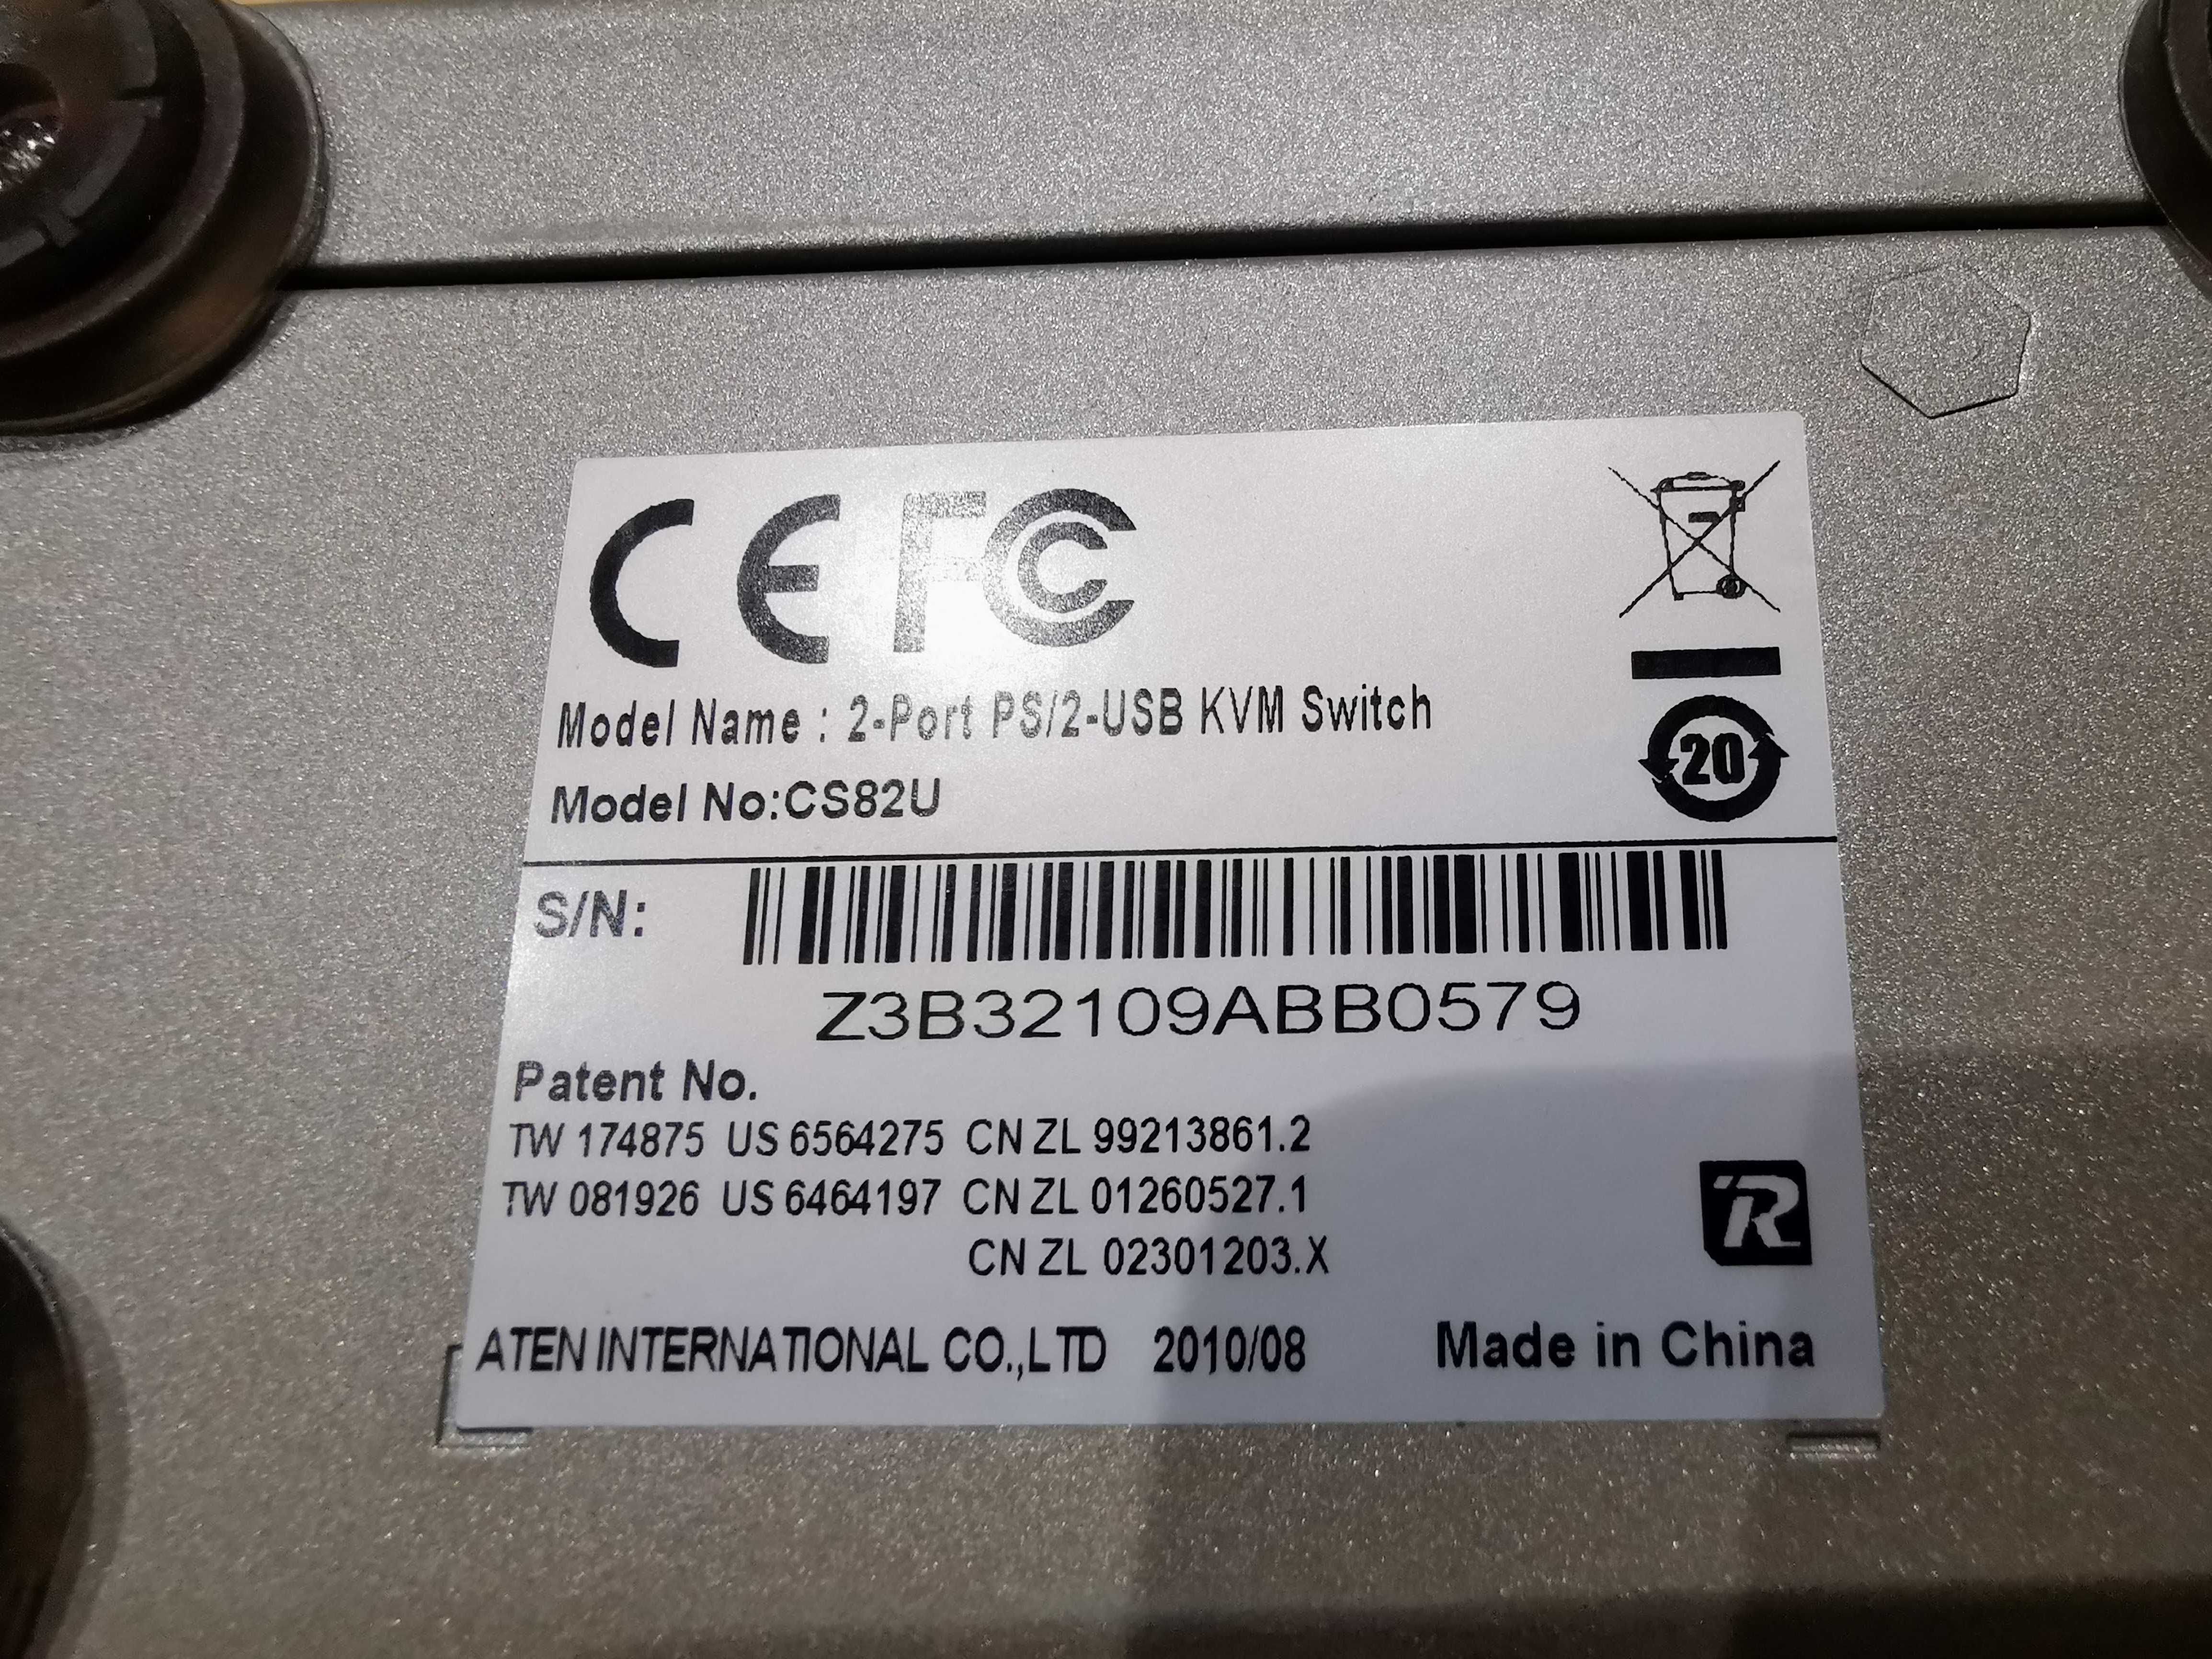 CE FC
Model Name : 2-Port PS/2-USB KVM Switch
Model No:CS82U
20
S/N:
Z3B32109ABB0579
Patent No.
TW 174875 US 6564275 CN ZL 99213861.2
TW 081926 US 6464197 CN ZL 01260527.1
CN ZL 02301203.X
R
ATEN INTERNATIONAL CO.,LTD 2010/08 Made in China